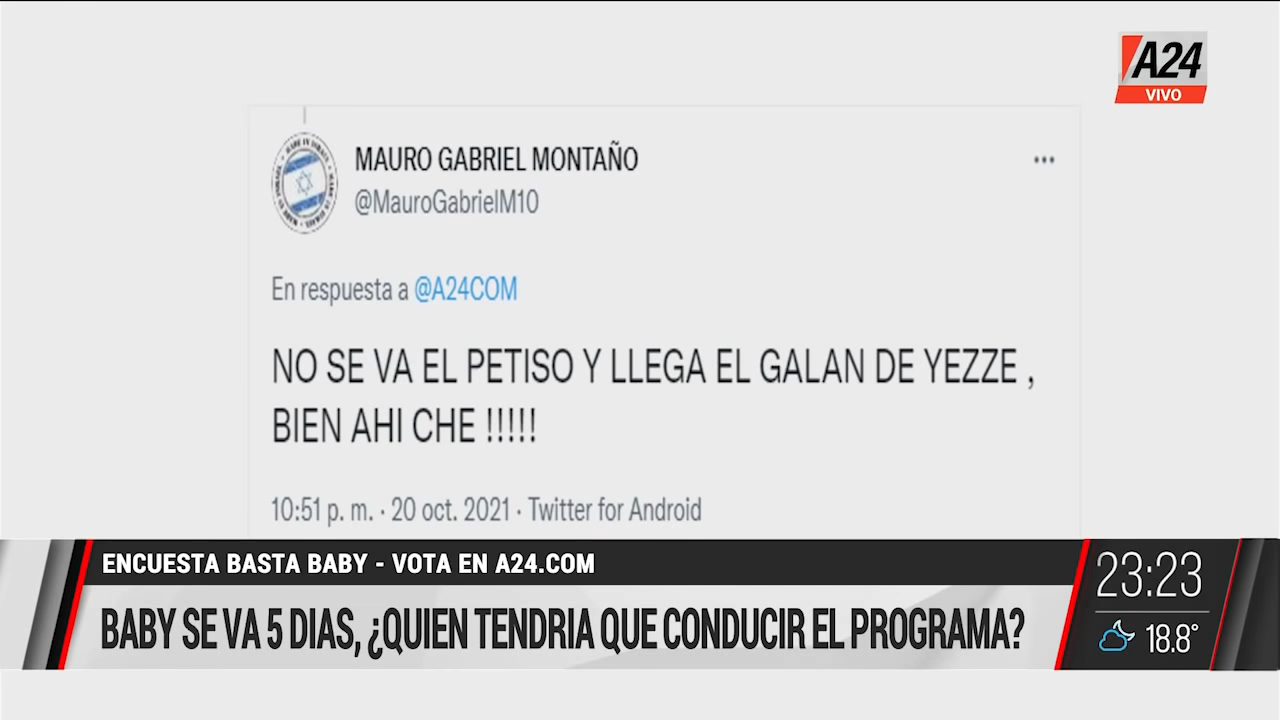 A24
VIVO
MAURO GABRIEL MONTAÑO
@MauroGabrielM10
En respuesta a @A24COM
NO SE VA EL PETISO Y LLEGA EL GALAN DE YEZZE ,
BIEN AHI CHE !!!!!
10:51 p. m. · 20 oct. 2021 · Twitter for Android
ENCUESTA BASTA BABY - VOTA EN A24.COM
BABY SE VA 5 DIAS, ¿QUIEN TENDRIA QUE CONDUCIR EL PROGRAMA?
23:23
18.8°